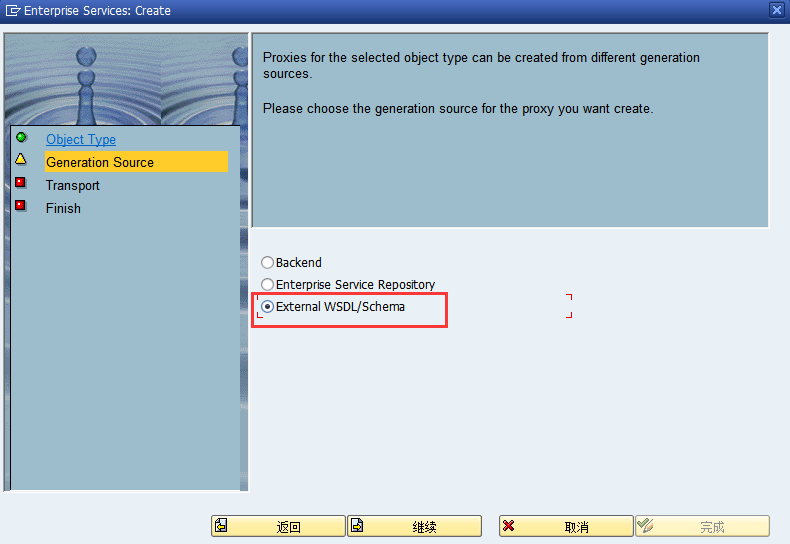 Enterprise Services: Create
Object Type
Generation Source
Transport
Finish
Proxies for the selected object type can be created from different generation
sources.
Please choose the generation source for the proxy you want create.
Backend
Enterprise Service Repository
External WSDL/Schema
返回
继续
取消
完成